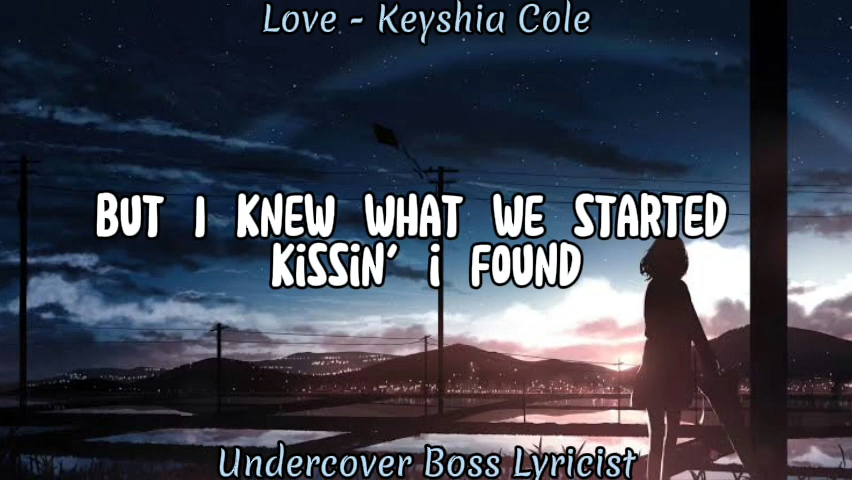 Love - Keyshia Cole
BUT I KNEW WHAT WE STARTED
KISSIN' I FOUND
Undercover Boss Lyricist